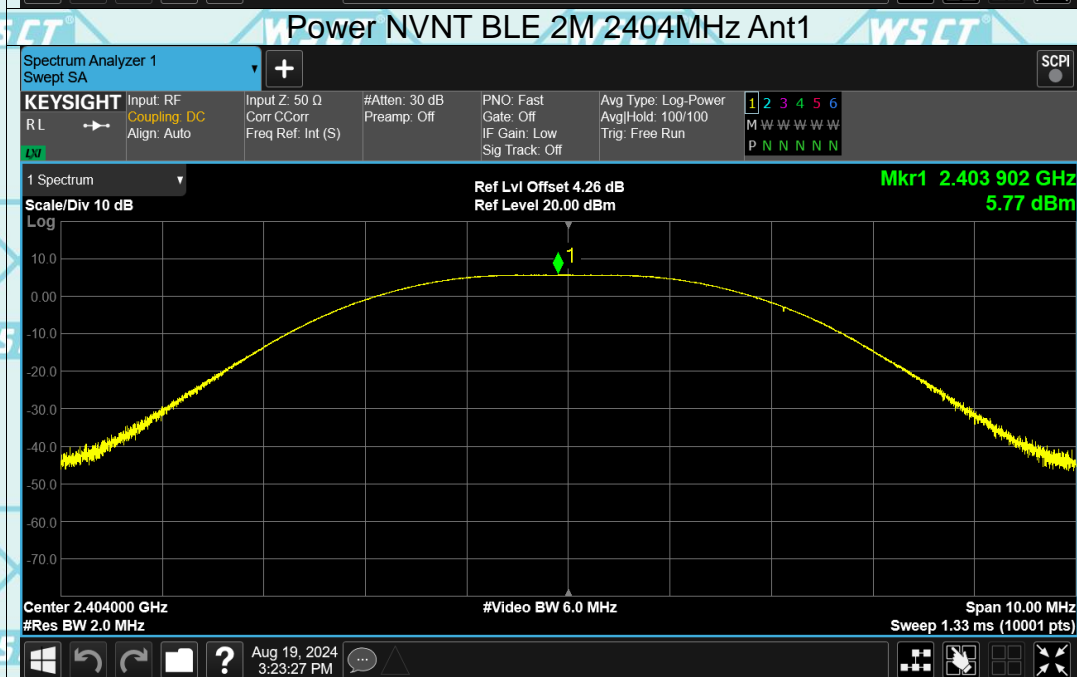 Power NVNT BLE 2M 2404MHz Ant1
WSCT
WSCT
WSCT
Spectrum Analyzer 1
Swept SA
+
SCPI
KEYSIGHT
RL
LXI
Input: RF
Coupling: DC
Align: Auto
Input Z: 50 Ω
Corr CCorr
Freq Ref: Int (S)
#Atten: 30 dB
Preamp: Off
PNO: Fast
Gate: Off
IF Gain: Low
Sig Track: Off
Avg Type: Log-Power
Avg|Hold: 100/100
Trig: Free Run
1 2 3 4 5 6
M W W W W W
P N N N N N
1 Spectrum
Scale/Div 10 dB
Log
Ref Lvl Offset 4.26 dB
Ref Level 20.00 dBm
Mkr1 2.403 902 GHz
5.77 dBm
1
10.0
0.00
-10.0
-20.0
-30.0
-40.0
-50.0
-60.0
-70.0
Center 2.404000 GHz
#Res BW 2.0 MHz
#Video BW 6.0 MHz
Span 10.00 MHz
Sweep 1.33 ms (10001 pts)
?
Aug 19, 2024
3:23:27 PM